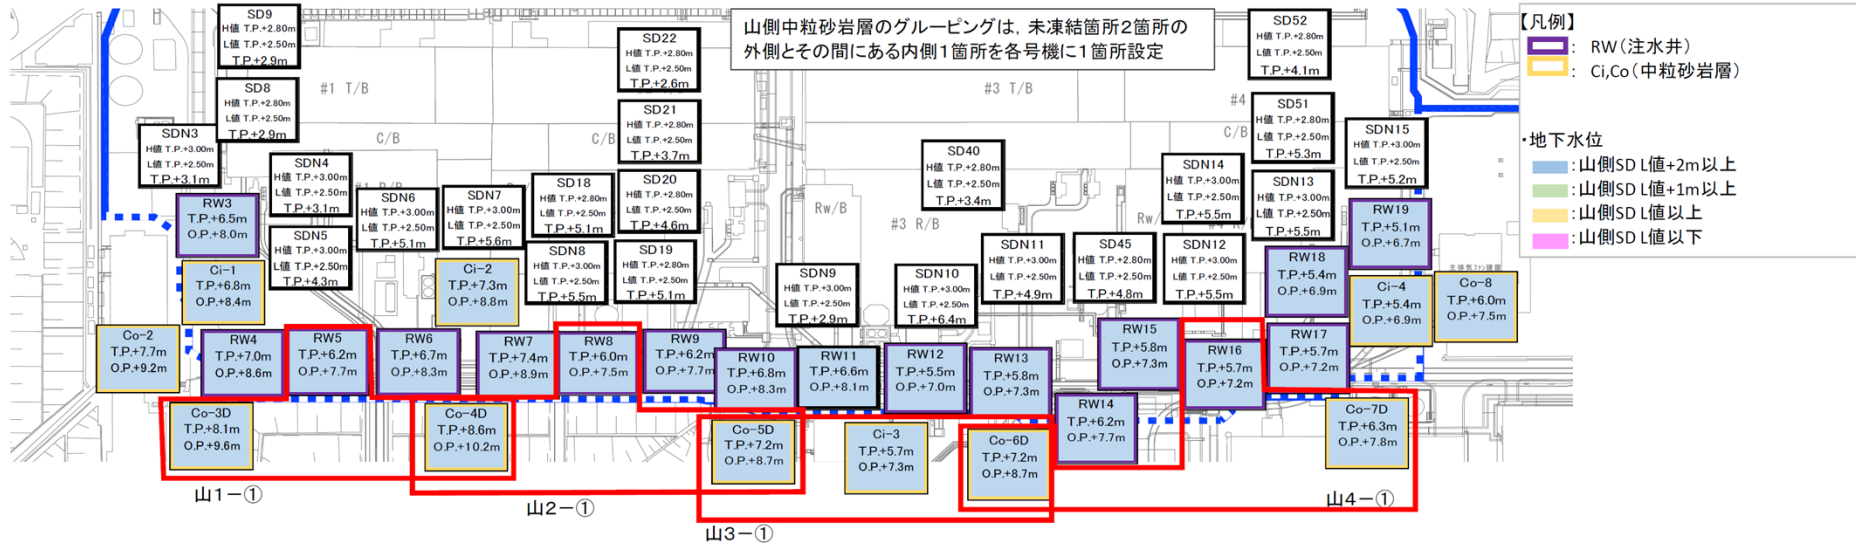 山側中粒砂岩層のグルーピングは，未凍結箇所２箇所の
外側とその間にある内側１箇所を各号機に１箇所設定
【凡例】
： RW（注水井）
： Ci,Co（中粒砂岩層）
・地下水位
：山側SD L値+2m以上
：山側SD L値+1m以上
：山側SD L値以上
：山側SD L値以下
SD9
H値 T.P.+2.80m
L値 T.P.+2.50m
T.P.+2.9m
SD8
H値 T.P.+2.80m
L値 T.P.+2.50m
T.P.+2.9m
SDN3
H値 T.P.+3.00m
L値 T.P.+2.50m
T.P.+3.1m
SDN4
H値 T.P.+3.00m
L値 T.P.+2.50m
T.P.+3.1m
SDN5
H値 T.P.+3.00m
L値 T.P.+2.50m
T.P.+4.3m
SDN6
H値 T.P.+3.00m
L値 T.P.+2.50m
T.P.+5.1m
SDN7
H値 T.P.+3.00m
L値 T.P.+2.50m
T.P.+5.6m
SD18
H値 T.P.+2.80m
L値 T.P.+2.50m
T.P.+5.1m
SDN8
H値 T.P.+3.00m
L値 T.P.+2.50m
T.P.+5.5m
SD22
H値 T.P.+2.80m
L値 T.P.+2.50m
T.P.+2.6m
SD21
H値 T.P.+2.80m
L値 T.P.+2.50m
T.P.+3.7m
SD20
H値 T.P.+2.80m
L値 T.P.+2.50m
T.P.+4.6m
SD19
H値 T.P.+2.80m
L値 T.P.+2.50m
T.P.+5.1m
SDN9
H値 T.P.+3.00m
L値 T.P.+2.50m
T.P.+2.9m
SD40
H値 T.P.+2.80m
L値 T.P.+2.50m
T.P.+3.4m
SDN10
H値 T.P.+3.00m
L値 T.P.+2.50m
T.P.+6.4m
SDN11
H値 T.P.+3.00m
L値 T.P.+2.50m
T.P.+4.9m
SD45
H値 T.P.+2.80m
L値 T.P.+2.50m
T.P.+4.8m
SDN14
H値 T.P.+3.00m
L値 T.P.+2.50m
T.P.+5.5m
SDN12
H値 T.P.+3.00m
L値 T.P.+2.50m
T.P.+5.5m
SD52
H値 T.P.+2.80m
L値 T.P.+2.50m
T.P.+4.1m
SD51
H値 T.P.+2.80m
L値 T.P.+2.50m
T.P.+5.3m
SDN13
H値 T.P.+3.00m
L値 T.P.+2.50m
T.P.+5.5m
SDN15
H値 T.P.+3.00m
L値 T.P.+2.50m
T.P.+5.2m
#1 T/B
C/B
C/B
#3 T/B
Rw/B
#3 R/B
#4
C/B
RW3
T.P.+6.5m
O.P.+8.0m
Ci-1
T.P.+6.8m
O.P.+8.4m
Ci-2
T.P.+7.3m
O.P.+8.8m
Co-2
T.P.+7.7m
O.P.+9.2m
RW4
T.P.+7.0m
O.P.+8.6m
RW5
T.P.+6.2m
O.P.+7.7m
RW6
T.P.+6.7m
O.P.+8.3m
RW7
T.P.+7.4m
O.P.+8.9m
RW8
T.P.+6.0m
O.P.+7.5m
RW9
T.P.+6.2m
O.P.+7.7m
RW10
T.P.+6.8m
O.P.+8.3m
RW11
T.P.+6.6m
O.P.+8.1m
RW12
T.P.+5.5m
O.P.+7.0m
RW13
T.P.+5.8m
O.P.+7.3m
RW14
T.P.+6.2m
O.P.+7.7m
RW15
T.P.+5.8m
O.P.+7.3m
RW16
T.P.+5.7m
O.P.+7.2m
RW17
T.P.+5.7m
O.P.+7.2m
RW18
T.P.+5.4m
O.P.+6.9m
RW19
T.P.+5.1m
O.P.+6.7m
Ci-4
T.P.+5.4m
O.P.+6.9m
Co-8
T.P.+6.0m
O.P.+7.5m
Co-3D
T.P.+8.1m
O.P.+9.6m
Co-4D
T.P.+8.6m
O.P.+10.2m
Co-5D
T.P.+7.2m
O.P.+8.7m
Ci-3
T.P.+5.7m
O.P.+7.3m
Co-6D
T.P.+7.2m
O.P.+8.7m
Co-7D
T.P.+6.3m
O.P.+7.8m
山１－①
山２－①
山３－①
山４－①